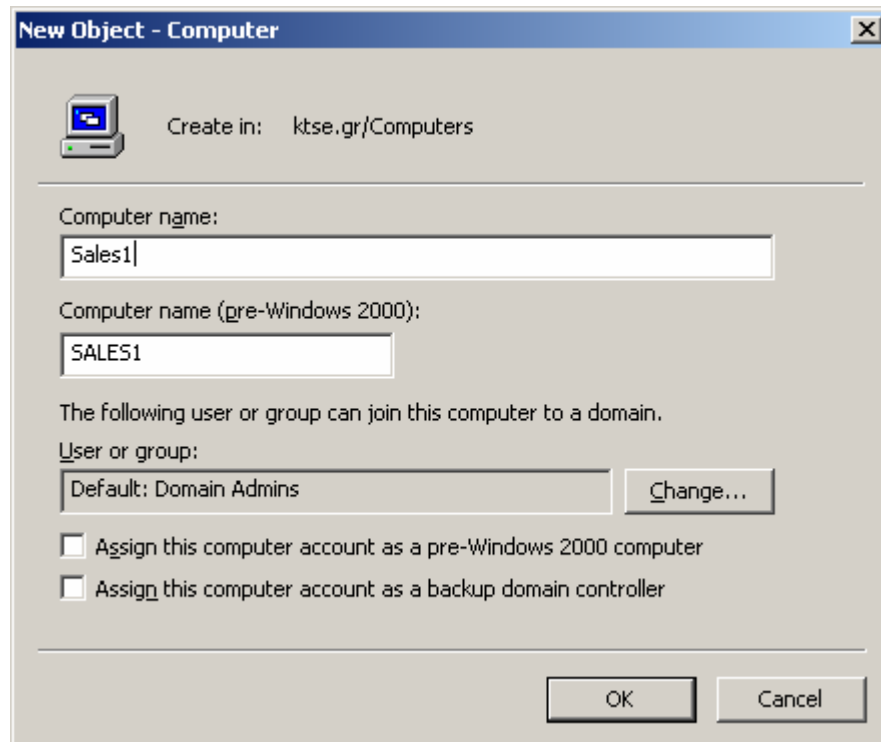 New Object - Computer
Create in: ktse.gr/Computers
Computer name:
Sales1
Computer name (pre-Windows 2000):
SALES1
The following user or group can join this computer to a domain.
User or group:
Default: Domain Admins
Change...
Assign this computer account as a pre-Windows 2000 computer
Assign this computer account as a backup domain controller
OK Cancel